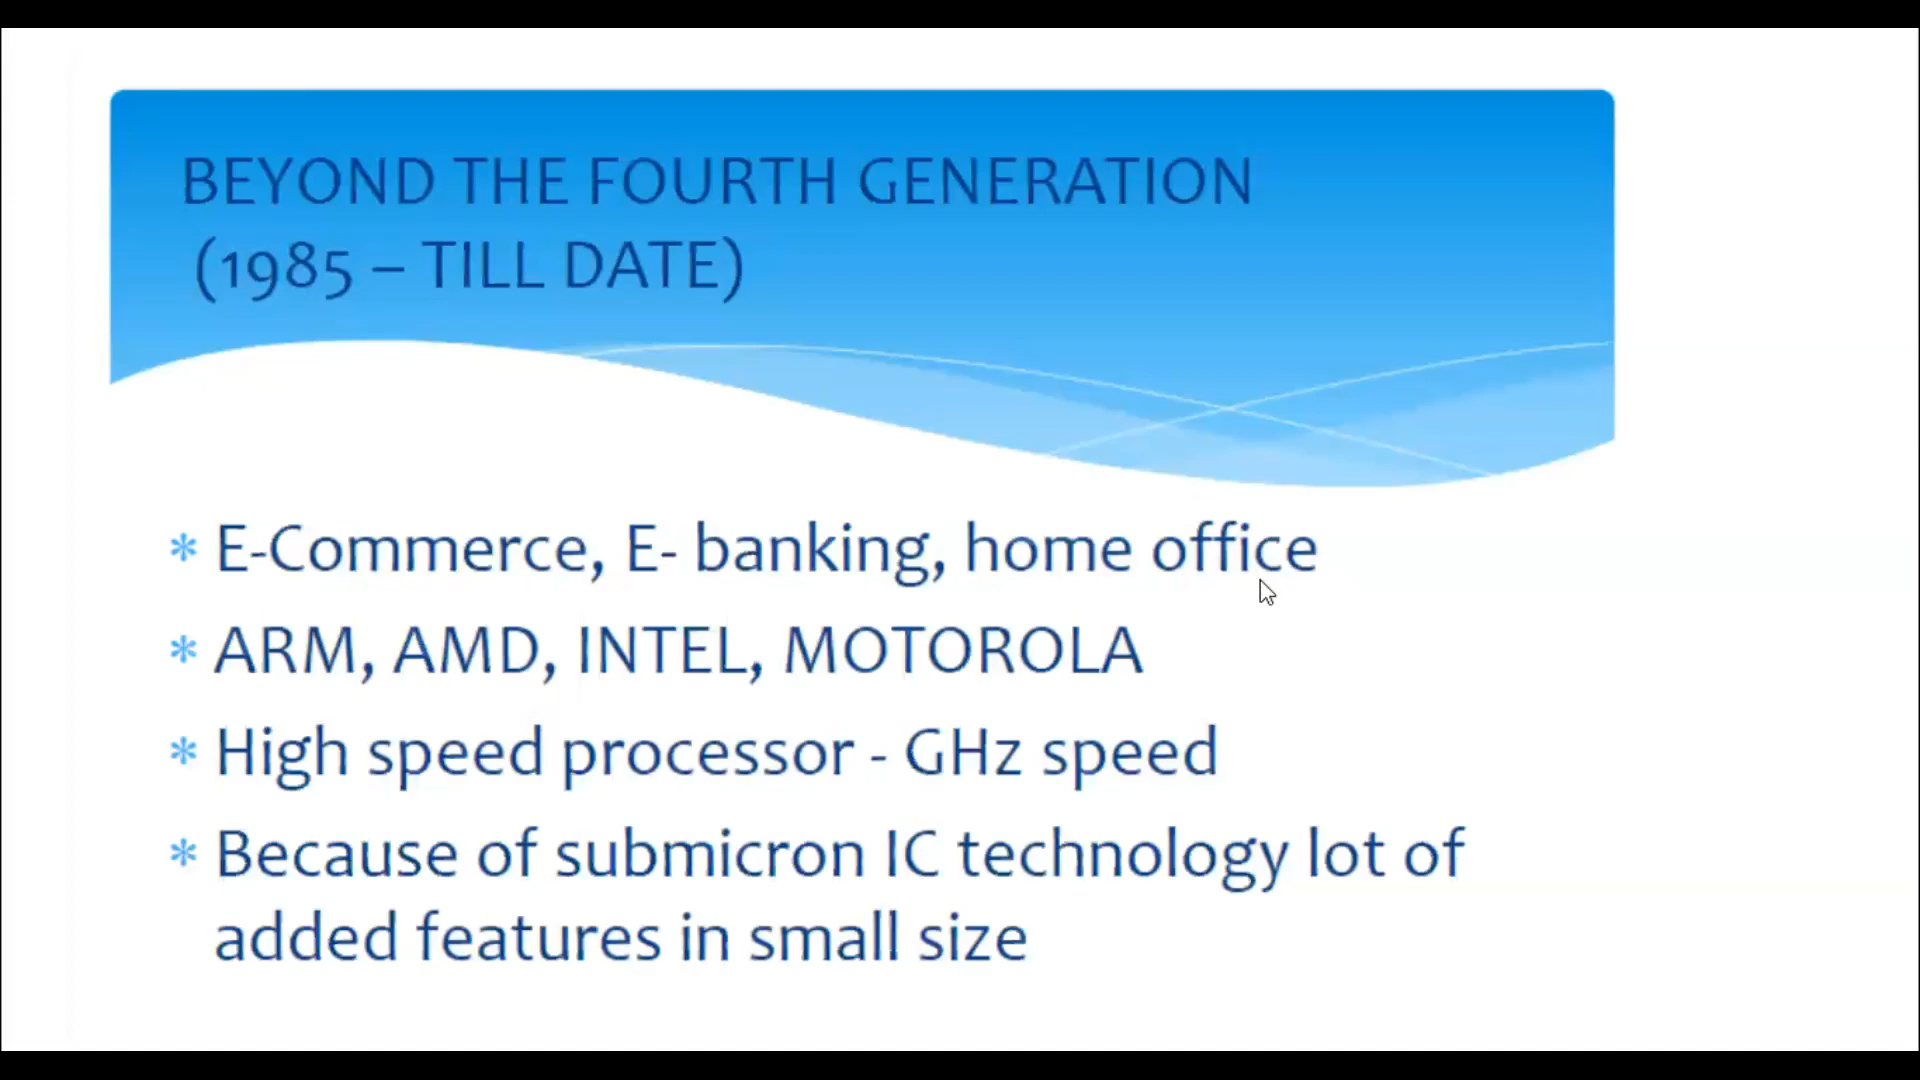 BEYOND THE FOURTH GENERATION
(1985 – TILL DATE)
* E-Commerce, E- banking, home office
* ARM, AMD, INTEL, MOTOROLA
* High speed processor - GHz speed
* Because of submicron IC technology lot of
added features in small size